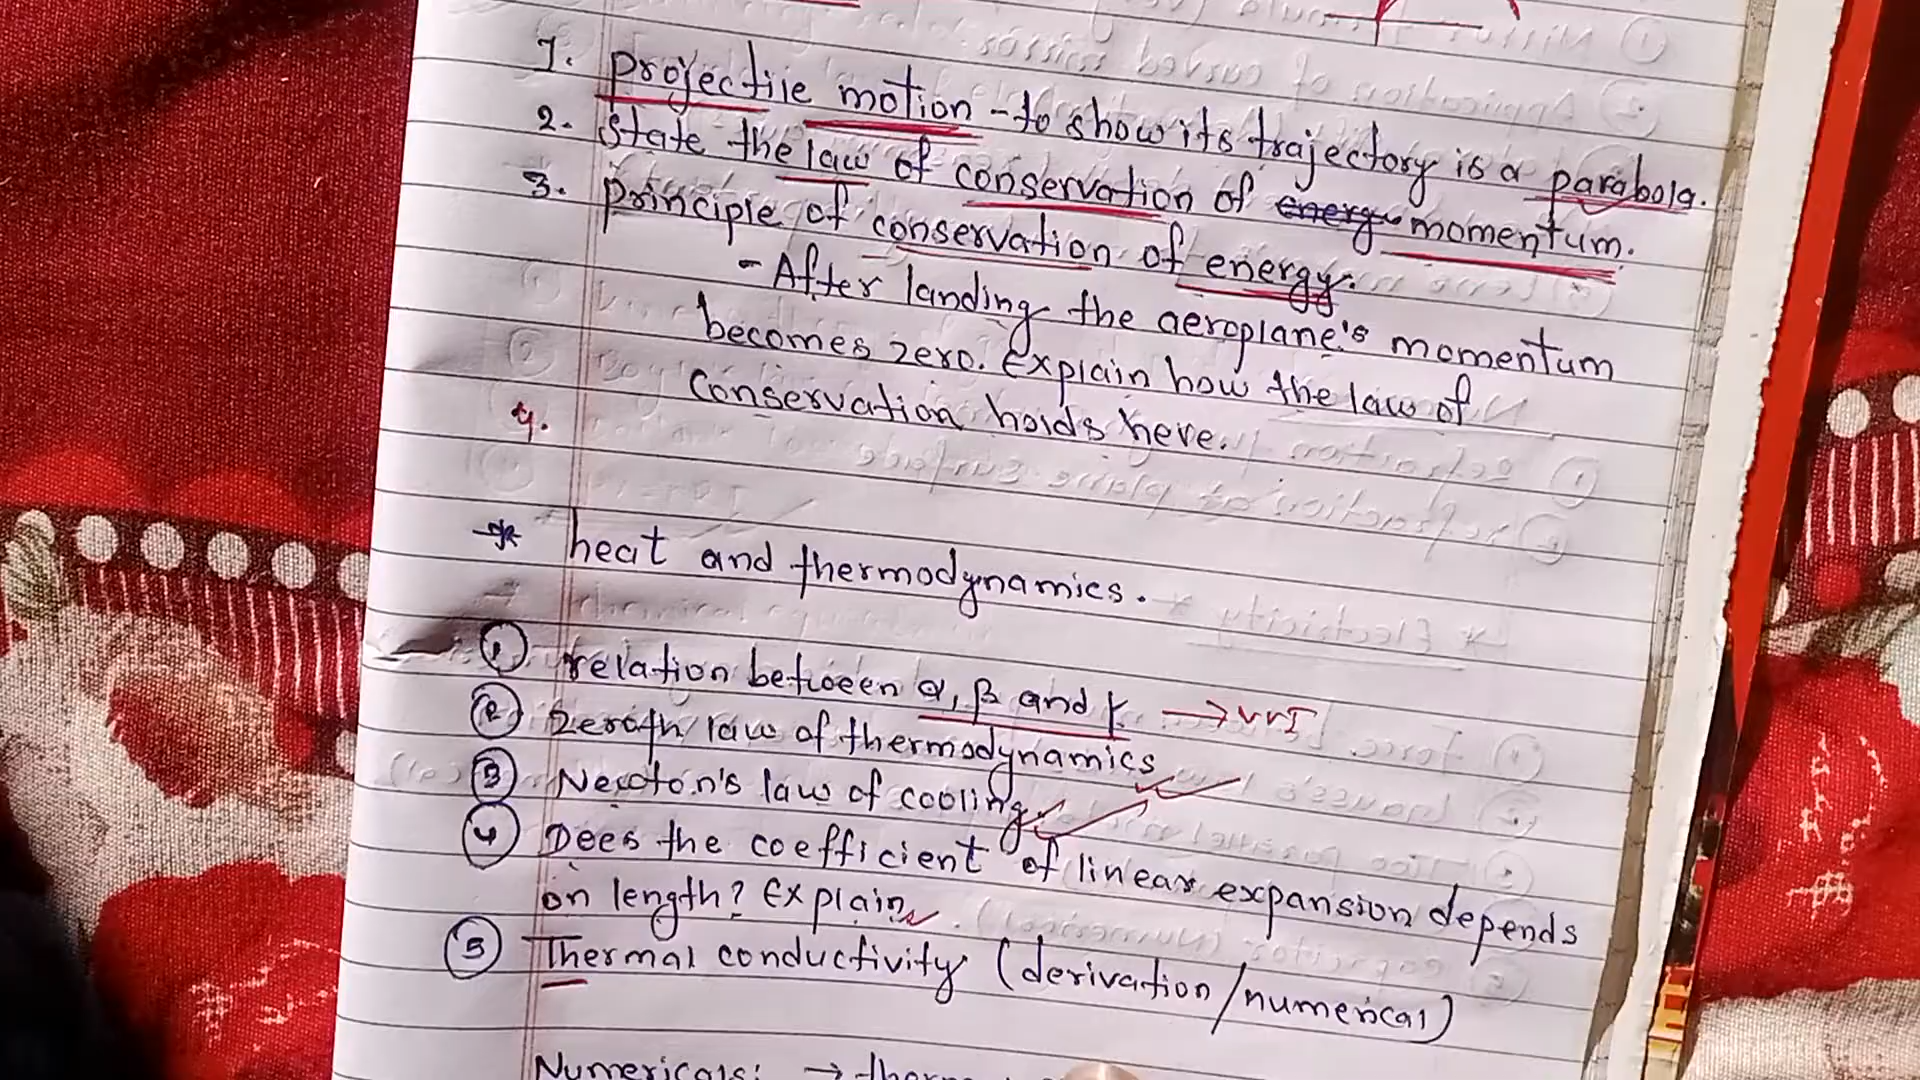 1. projectile motion - to show its trajectory is a parabola.
2. State the law of conservation of energy momentum.
3. principle of conservation of energy.
- After landing the aeroplane's momentum
becomes zero. Explain how the law of
Conservation holds here.
4.
* heat and thermodynamics.
① relation between α, β and γ → VVI
② Zeroth law of thermodynamics
③ Newton's law of cooling
④ Does the coefficient of linear expansion depends
on length? Explain
⑤ Thermal conductivity (derivation/numerical)
Numericals: →